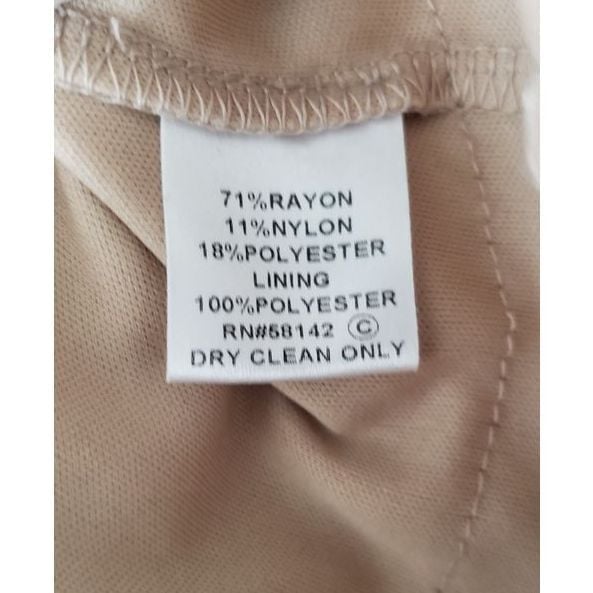 71%RAYON
11%NYLON
18%POLYESTER
LINING
100%POLYESTER
RN#58142 Ⓒ
DRY CLEAN ONLY